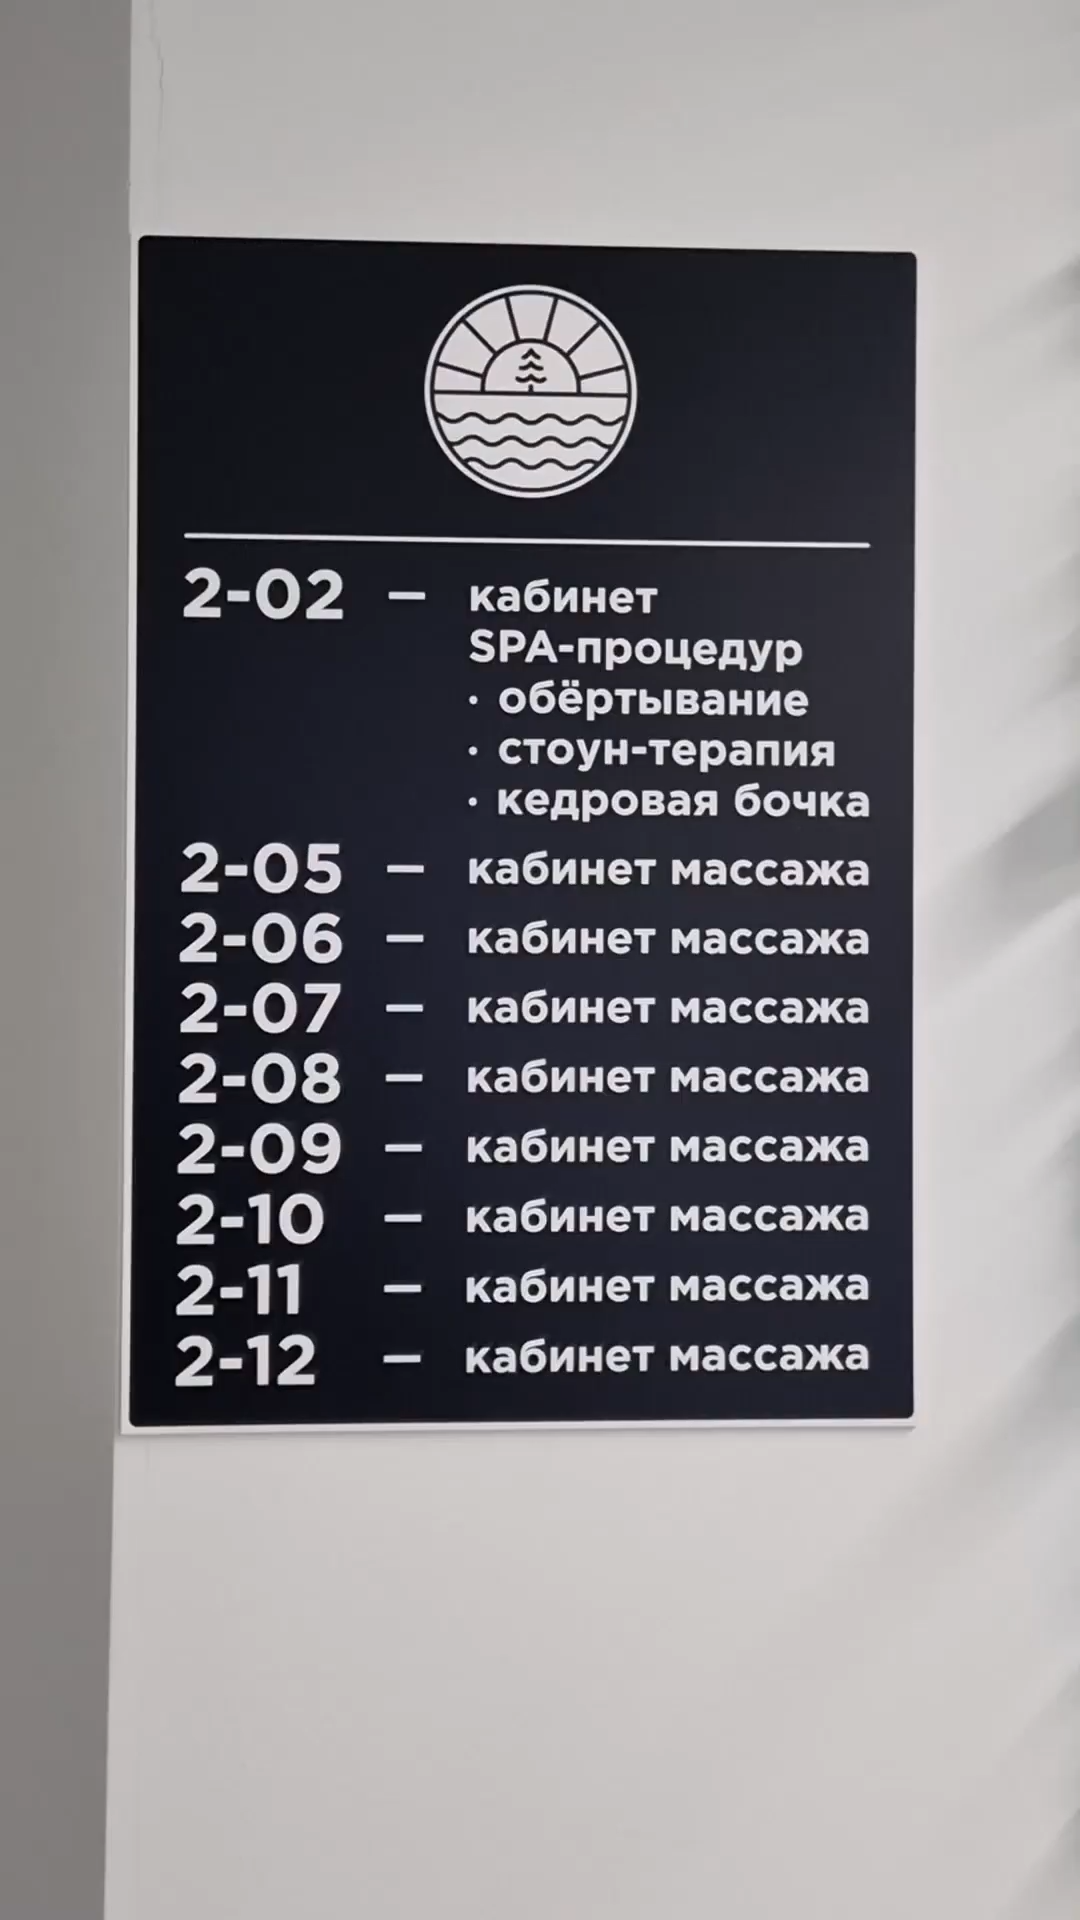 2-02 — кабинет
SPA-процедур
· обёртывание
· стоун-терапия
· кедровая бочка
2-05 — кабинет массажа
2-06 — кабинет массажа
2-07 — кабинет массажа
2-08 — кабинет массажа
2-09 — кабинет массажа
2-10 — кабинет массажа
2-11 — кабинет массажа
2-12 — кабинет массажа